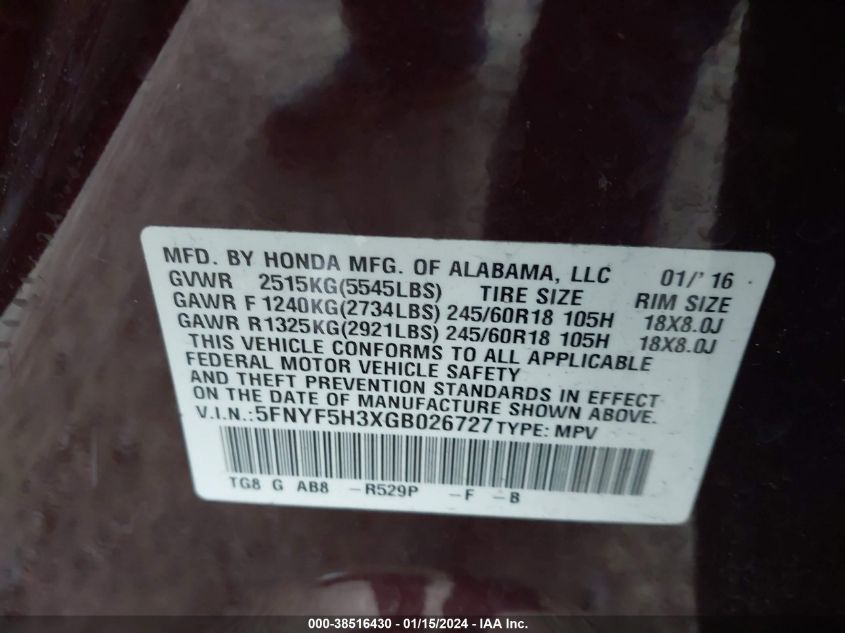 MFD. BY HONDA MFG. OF ALABAMA, LLC 01/'16
GVWR 2515KG(5545LBS) TIRE SIZE RIM SIZE
GAWR F 1240KG(2734LBS) 245/60R18 105H 18X8.0J
GAWR R1325KG(2921LBS) 245/60R18 105H 18X8.0J
THIS VEHICLE CONFORMS TO ALL APPLICABLE
FEDERAL MOTOR VEHICLE SAFETY
AND THEFT PREVENTION STANDARDS IN EFFECT
ON THE DATE OF MANUFACTURE SHOWN ABOVE.
V.I.N.:5FNYF5H3XGB026727 TYPE: MPV
TG8 G AB8 -R529P -F -B
000-38516430 - 01/15/2024 - IAA Inc.